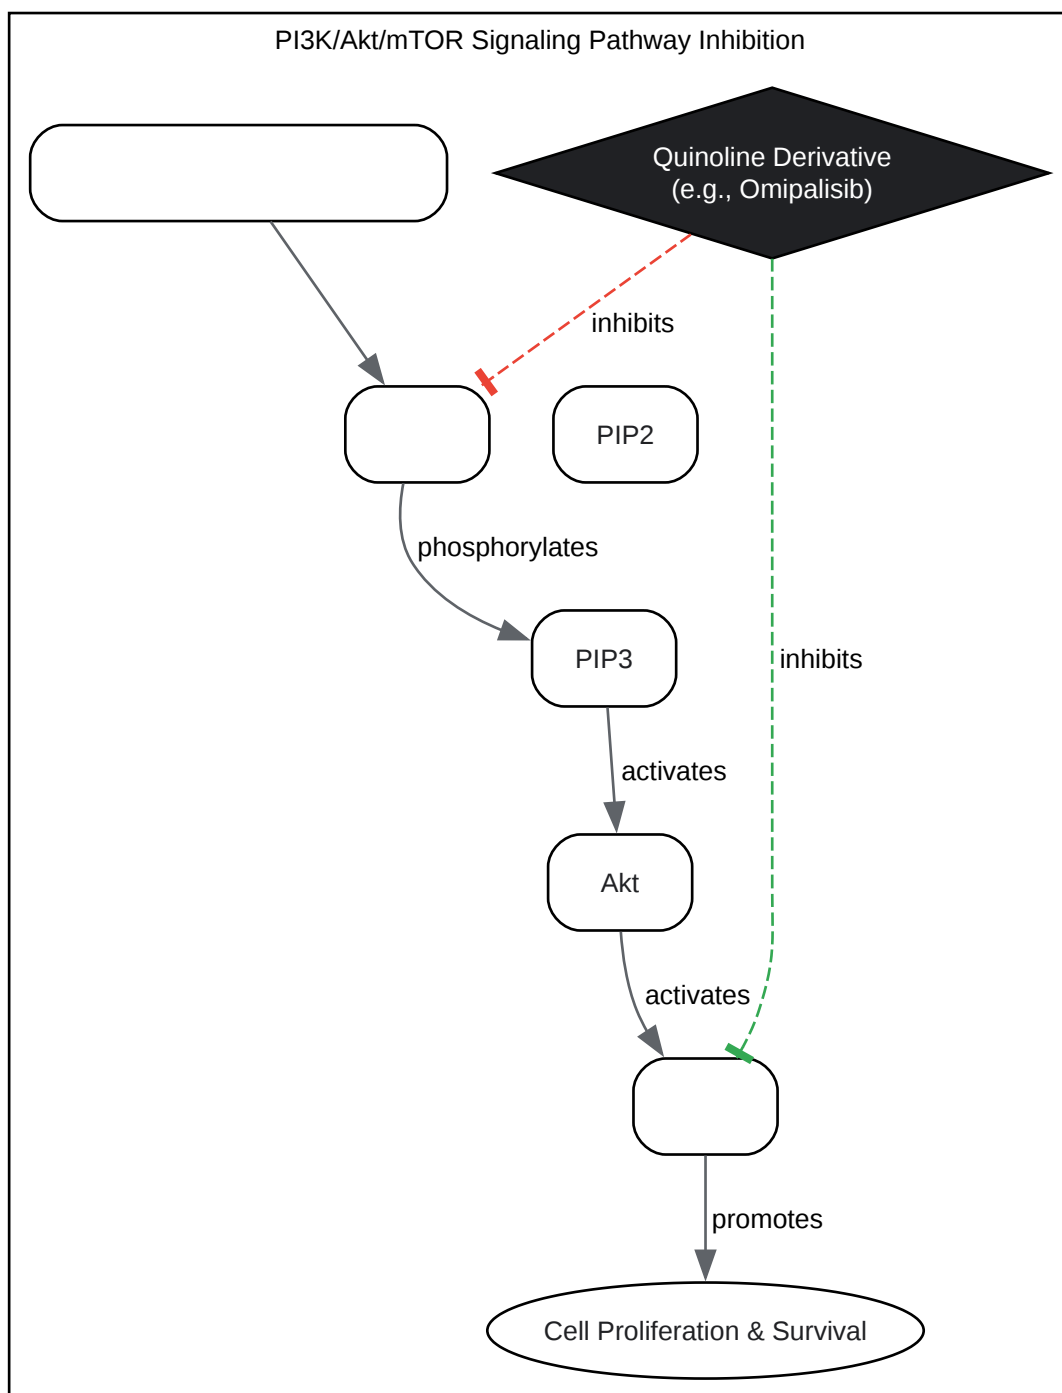 PI3K/Akt/mTOR Signaling Pathway Inhibition
Quinoline Derivative
(e.g., Omipalisib)
inhibits
PIP2
phosphorylates
PIP3
inhibits
activates
Akt
activates
promotes
Cell Proliferation & Survival